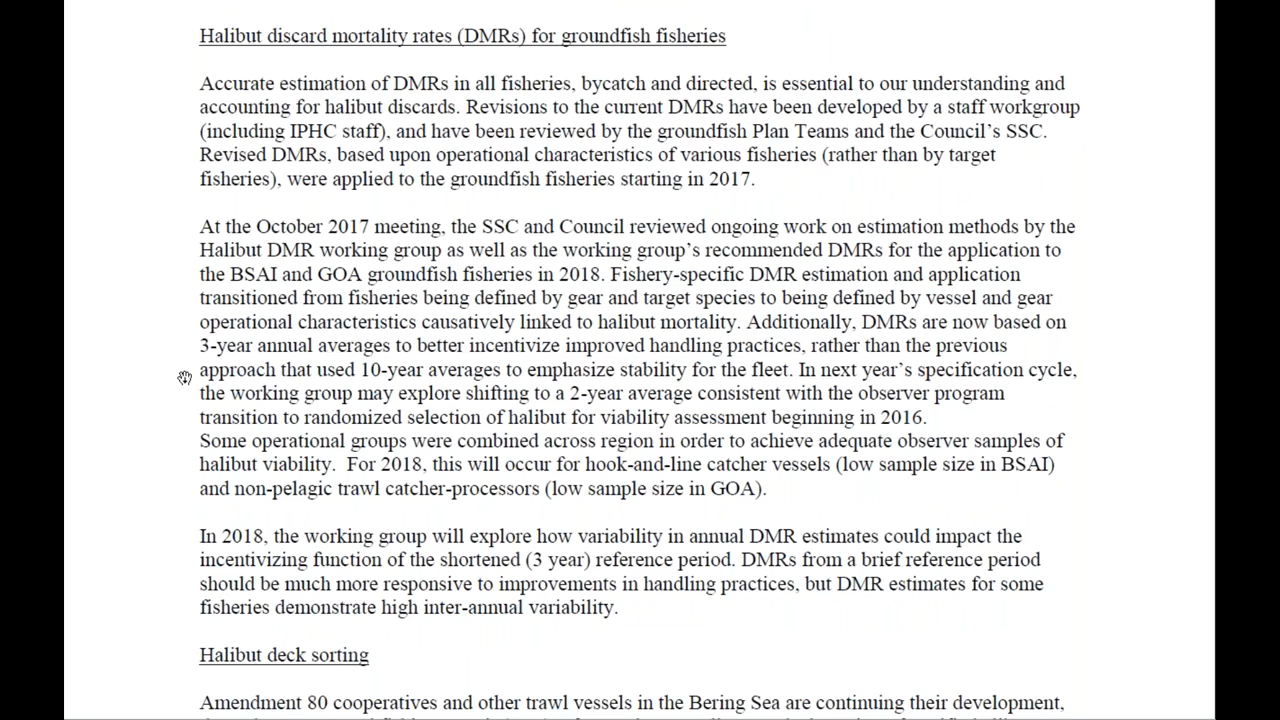 Halibut discard mortality rates (DMRs) for groundfish fisheries
Accurate estimation of DMRs in all fisheries, bycatch and directed, is essential to our understanding and
accounting for halibut discards. Revisions to the current DMRs have been developed by a staff workgroup
(including IPHC staff), and have been reviewed by the groundfish Plan Teams and the Council's SSC.
Revised DMRs, based upon operational characteristics of various fisheries (rather than by target
fisheries), were applied to the groundfish fisheries starting in 2017.
At the October 2017 meeting, the SSC and Council reviewed ongoing work on estimation methods by the
Halibut DMR working group as well as the working group's recommended DMRs for the application to
the BSAI and GOA groundfish fisheries in 2018. Fishery-specific DMR estimation and application
transitioned from fisheries being defined by gear and target species to being defined by vessel and gear
operational characteristics causatively linked to halibut mortality. Additionally, DMRs are now based on
3-year annual averages to better incentivize improved handling practices, rather than the previous
approach that used 10-year averages to emphasize stability for the fleet. In next year's specification cycle,
the working group may explore shifting to a 2-year average consistent with the observer program
transition to randomized selection of halibut for viability assessment beginning in 2016.
Some operational groups were combined across region in order to achieve adequate observer samples of
halibut viability.  For 2018, this will occur for hook-and-line catcher vessels (low sample size in BSAI)
and non-pelagic trawl catcher-processors (low sample size in GOA).
In 2018, the working group will explore how variability in annual DMR estimates could impact the
incentivizing function of the shortened (3 year) reference period. DMRs from a brief reference period
should be much more responsive to improvements in handling practices, but DMR estimates for some
fisheries demonstrate high inter-annual variability.
Halibut deck sorting
Amendment 80 cooperatives and other trawl vessels in the Bering Sea are continuing their development,